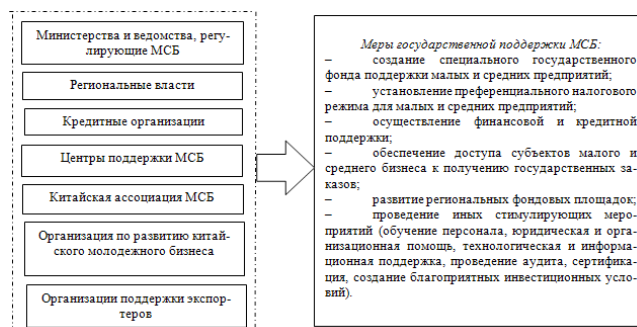 Министерства и ведомства, регу-
лирующие МСБ
Региональные власти
Кредитные организации
Центры поддержки МСБ
Китайская ассоциация МСБ
Организация по развитию китай-
ского молодежного бизнеса
Организации поддержки экспор-
теров
Меры государственной поддержки МСБ:
– создание специального государственного
фонда поддержки малых и средних предприятий;
– установление преференциального налогового
режима для малых и средних предприятий;
– осуществление финансовой и кредитной
поддержки;
– обеспечение доступа субъектов малого и
среднего бизнеса к получению государственных за-
казов;
– развитие региональных фондовых площадок;
– проведение иных стимулирующих меро-
приятий (обучение персонала, юридическая и орга-
низационная помощь, технологическая и информа-
ционная поддержка, проведение аудита, сертифика-
ция, создание благоприятных инвестиционных усло-
вий).